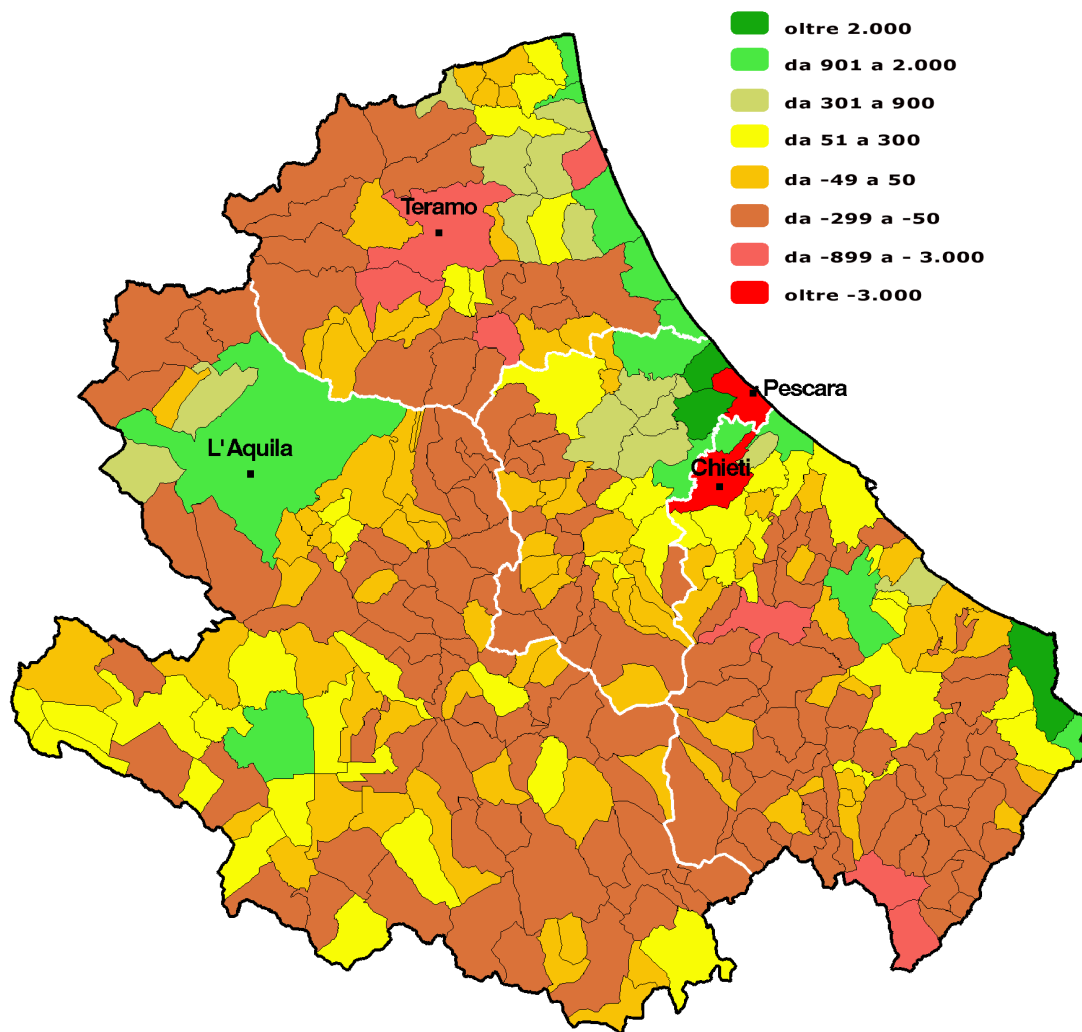 oltre 2.000
da 901 a 2.000
da 301 a 900
da 51 a 300
da -49 a 50
da -299 a -50
da -899 a - 3.000
oltre -3.000
Teramo
Pescara
L'Aquila
Chieti